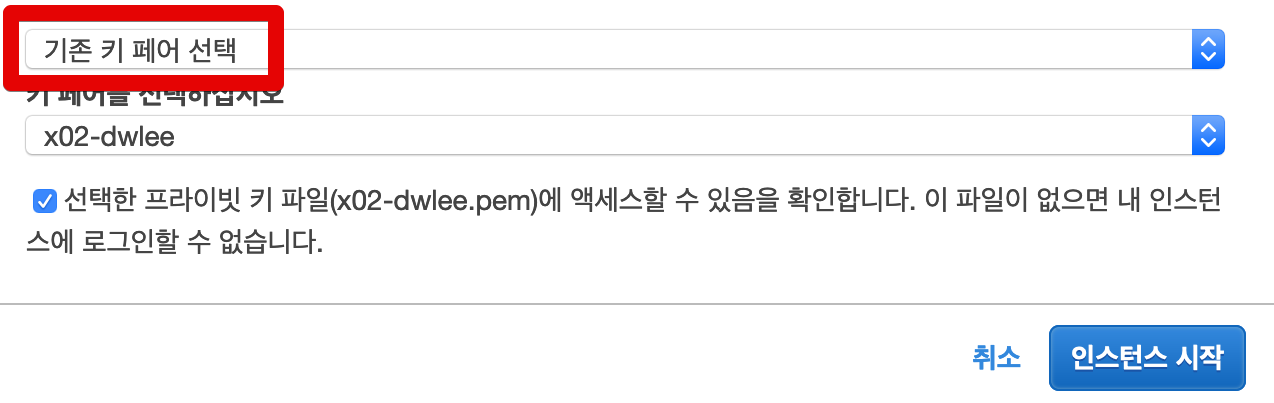 기존 키 페어 선택
키 페어를 선택하십시오
x02-dwlee
선택한 프라이빗 키 파일(x02-dwlee.pem)에 액세스할 수 있음을 확인합니다. 이 파일이 없으면 내 인스턴
스에 로그인할 수 없습니다.
취소
인스턴스 시작